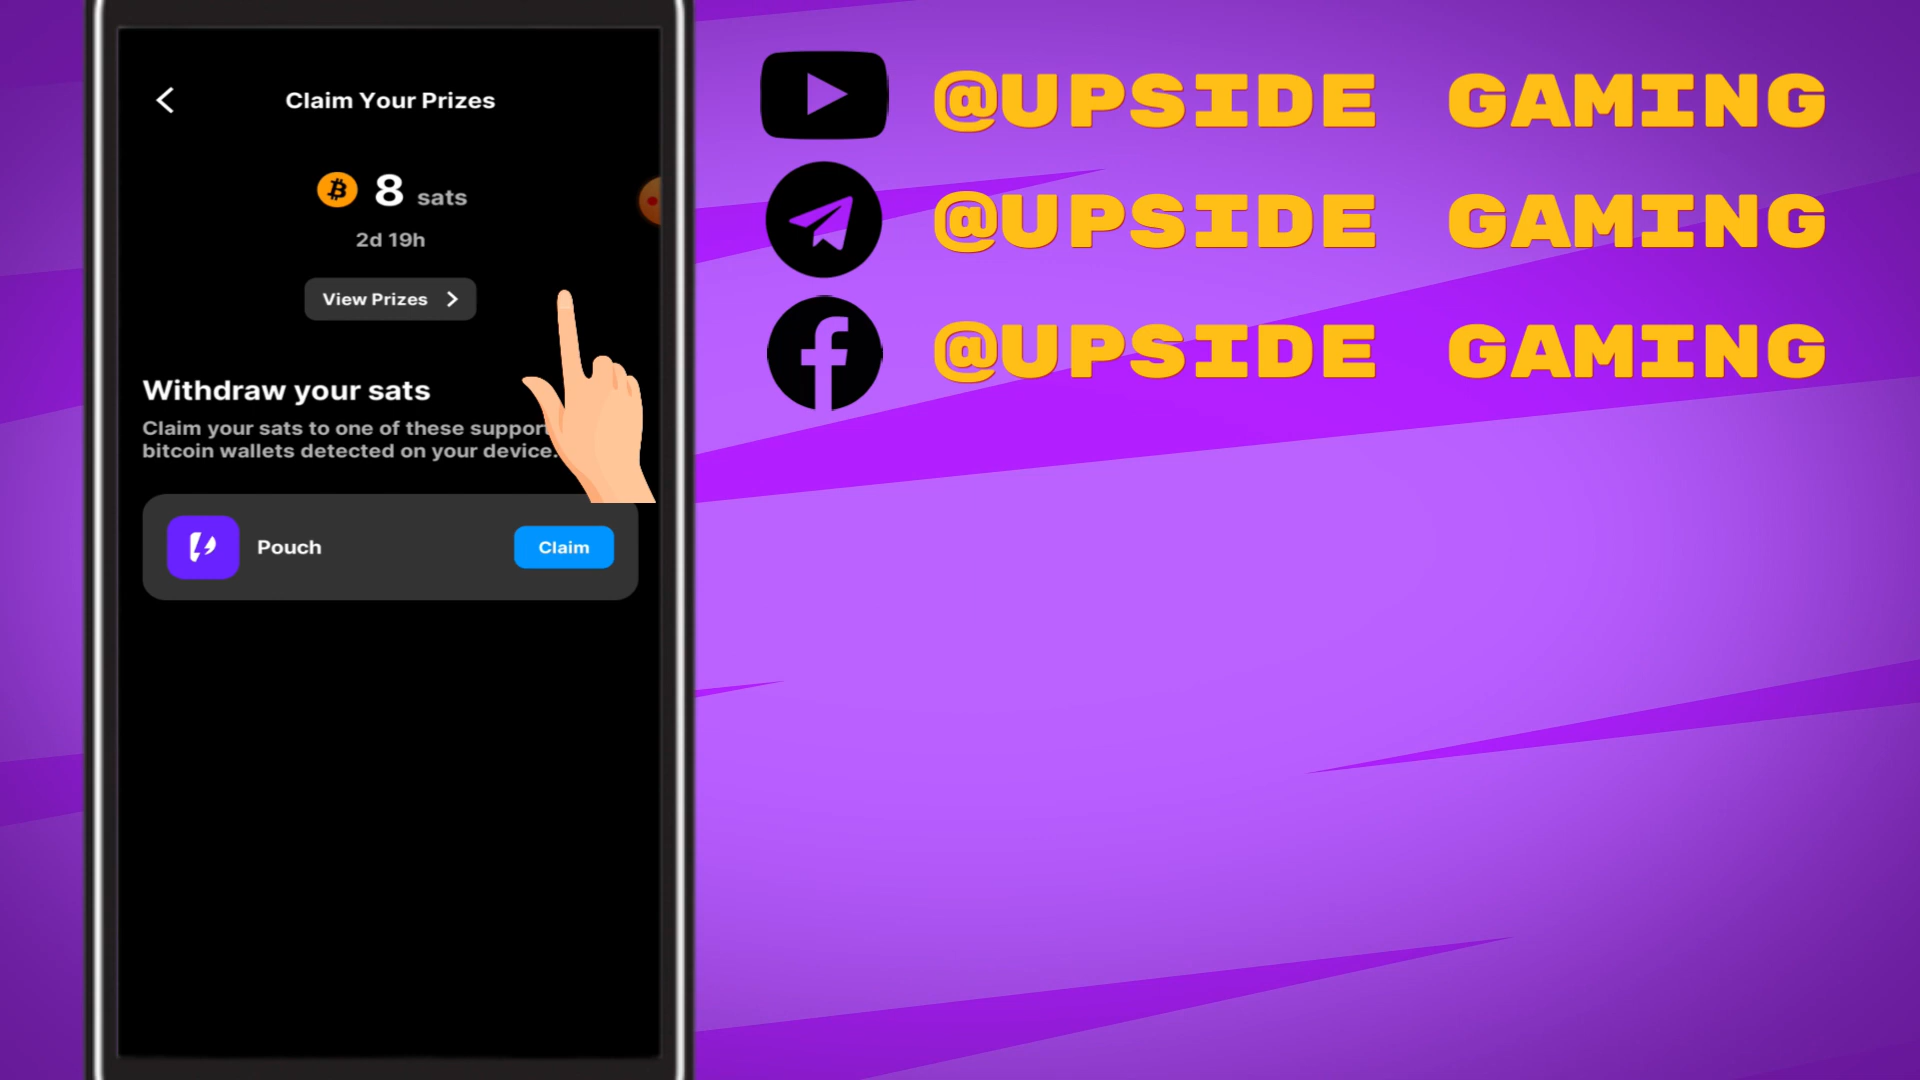 Claim Your Prizes
8 sats
2d 19h
View Prizes
Withdraw your sats
Claim your sats to one of these
bitcoin wallets detected on your device.
Pouch
Claim
@UPSIDE GAMING
@UPSIDE GAMING
@UPSIDE GAMING